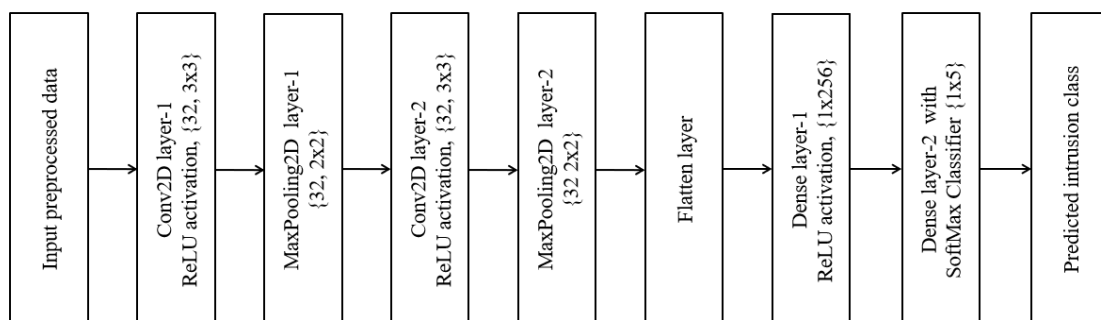 Input preprocessed data
Conv2D layer-1
ReLU activation, {32, 3x3}
MaxPooling2D layer-1
{32, 2x2}
Conv2D layer-2
ReLU activation, {32, 3x3}
MaxPooling2D layer-2
{32 2x2}
Flatten layer
Dense layer-1
ReLU activation, {1x256}
Dense layer-2 with
SoftMax Classifier {1x5}
Predicted intrusion class